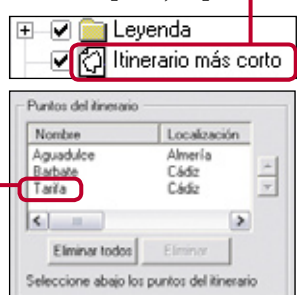 Leyenda
Itinerario más corto
Puntos del itinerario
Nombre Localización
Aguadulce Almería
Barbate Cádiz
Tarifa Cádiz
Eliminar todos Eliminar
Seleccione abajo los puntos del itinerario